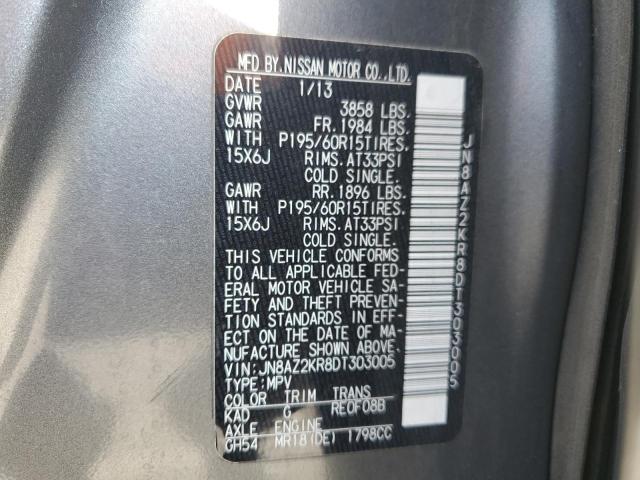 MFD BY.NISSAN MOTOR CO.,LTD.
DATE 1/13
GVWR 3858 LBS.
GAWR FR. 1984 LBS.
WITH P195/60R15TIRES.
15X6J RIMS. AT33PSI
COLD SINGLE.
GAWR RR. 1896 LBS.
WITH P195/60R15TIRES.
15X6J RIMS. AT33PSI
COLD SINGLE.
THIS VEHICLE CONFORMS
TO ALL APPLICABLE FED-
ERAL MOTOR VEHICLE SA-
FETY AND THEFT PREVEN-
TION STANDARDS IN EFF-
ECT ON THE DATE OF MA-
NUFACTURE SHOWN ABOVE.
VIN:JN8AZ2KR8DT303005
TYPE:MPV
COLOR TRIM TRANS
KAD G RE0F08B
AXLE ENGINE
GH54 MR18(DE) 1798CC
JN8AZ2KR8DT303005